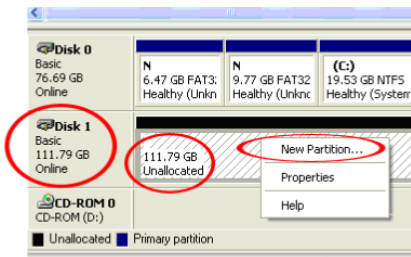 Disk 0
Basic
76.69 GB
Online
N
6.47 GB FAT32
Healthy (Unkn
N
9.77 GB FAT32
Healthy (Unknc
(C:)
19.53 GB NTFS
Healthy (System
Disk 1
Basic
111.79 GB
Online
111.79 GB
Unallocated
New Partition...
Properties
Help
CD-ROM 0
CD-ROM (D:)
Unallocated Primary partition